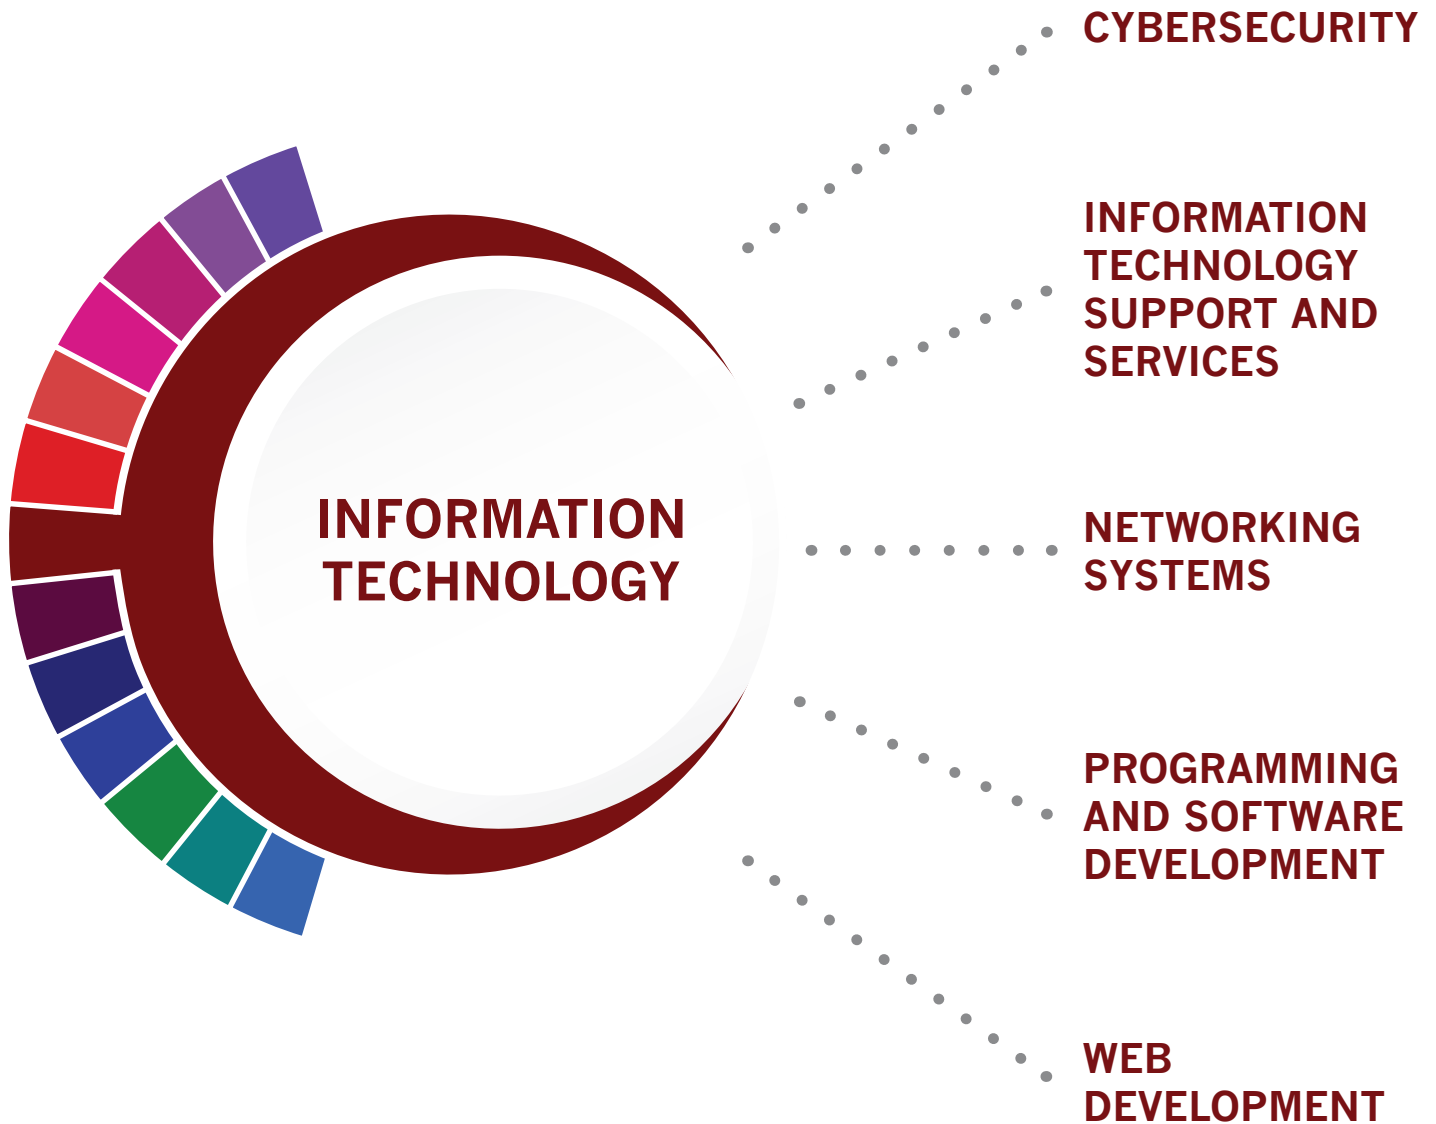 INFORMATION
TECHNOLOGY
CYBERSECURITY
INFORMATION
TECHNOLOGY
SUPPORT AND
SERVICES
NETWORKING
SYSTEMS
PROGRAMMING
AND SOFTWARE
DEVELOPMENT
WEB
DEVELOPMENT